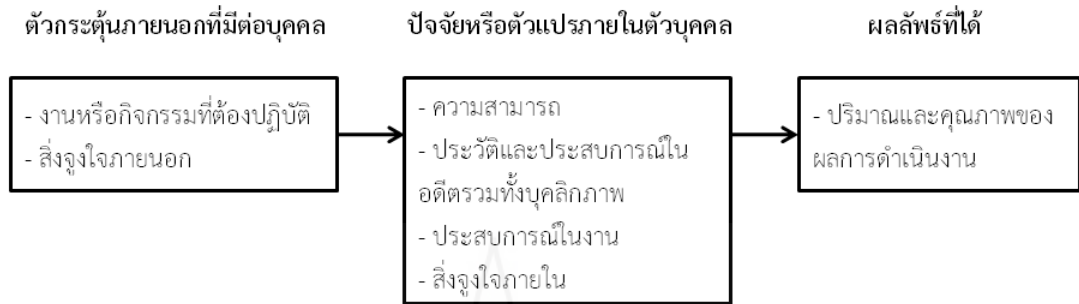 ตัวกระตุ้นภายนอกที่มีต่อบุคคล
- งานหรือกิจกรรมที่ต้องปฏิบัติ
- สิ่งจูงใจภายนอก
ปัจจัยหรือตัวแปรภายในตัวบุคคล
- ความสามารถ
- ประวัติและประสบการณ์ใน
อดีตรวมทั้งบุคลิกภาพ
- ประสบการณ์ในงาน
- สิ่งจูงใจภายใน
ผลลัพธ์ที่ได้
- ปริมาณและคุณภาพของ
ผลการดำเนินงาน